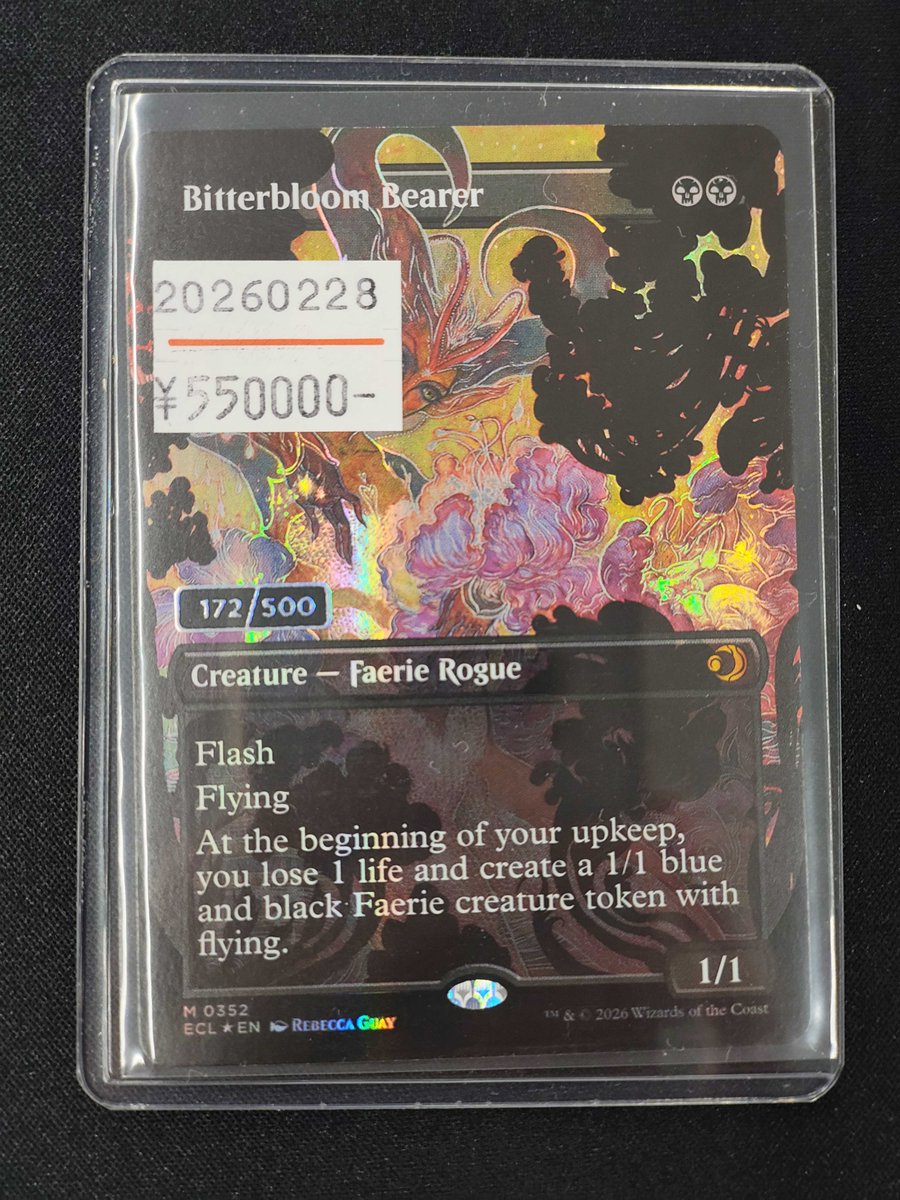 Bitterbloom Bearer
20260228
¥550000-
172/500
Creature — Faerie Rogue
Flash
Flying
At the beginning of your upkeep,
you lose 1 life and create a 1/1 blue
and black Faerie creature token with
flying.
1/1
M 0352
ECL★EN REBECCA GUAY
™ & © 2026 Wizards of the Coast